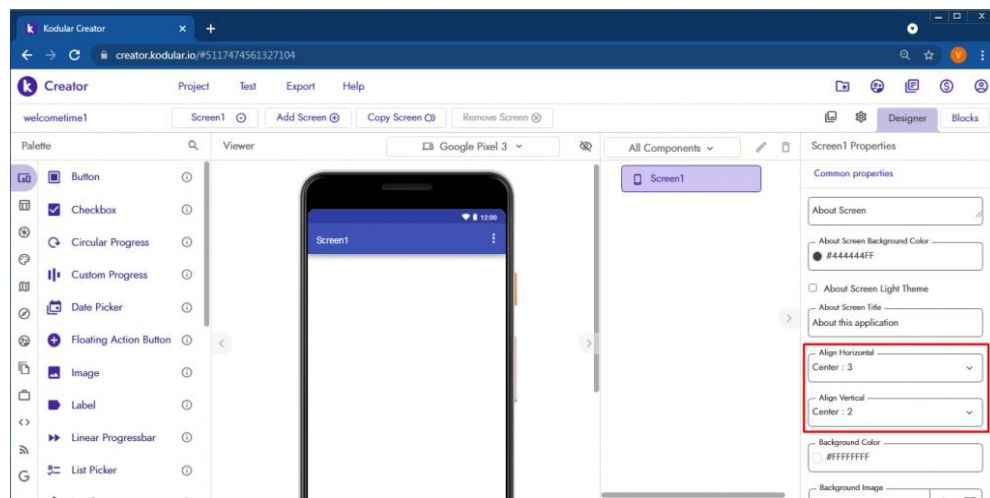 Kodular Creator
creator.kodular.io/#5117474561327104
V
Creator Project Test Export Help
welcometime1 Screen1 Add Screen Copy Screen Remove Screen Designer Blocks
Palette Viewer Google Pixel 3 All Components Screen1 Properties
Common properties
Button
Checkbox
Circular Progress
Custom Progress
Date Picker
Floating Action Button
Image
Label
Linear Progressbar
List Picker
12:00
Screen1
Screen1
About Screen
About Screen Background Color
#444444FF
About Screen Light Theme
About Screen Title
About this application
Align Horizontal
Center : 3
Align Vertical
Center : 2
Background Color
#FFFFFFFF
Background Image